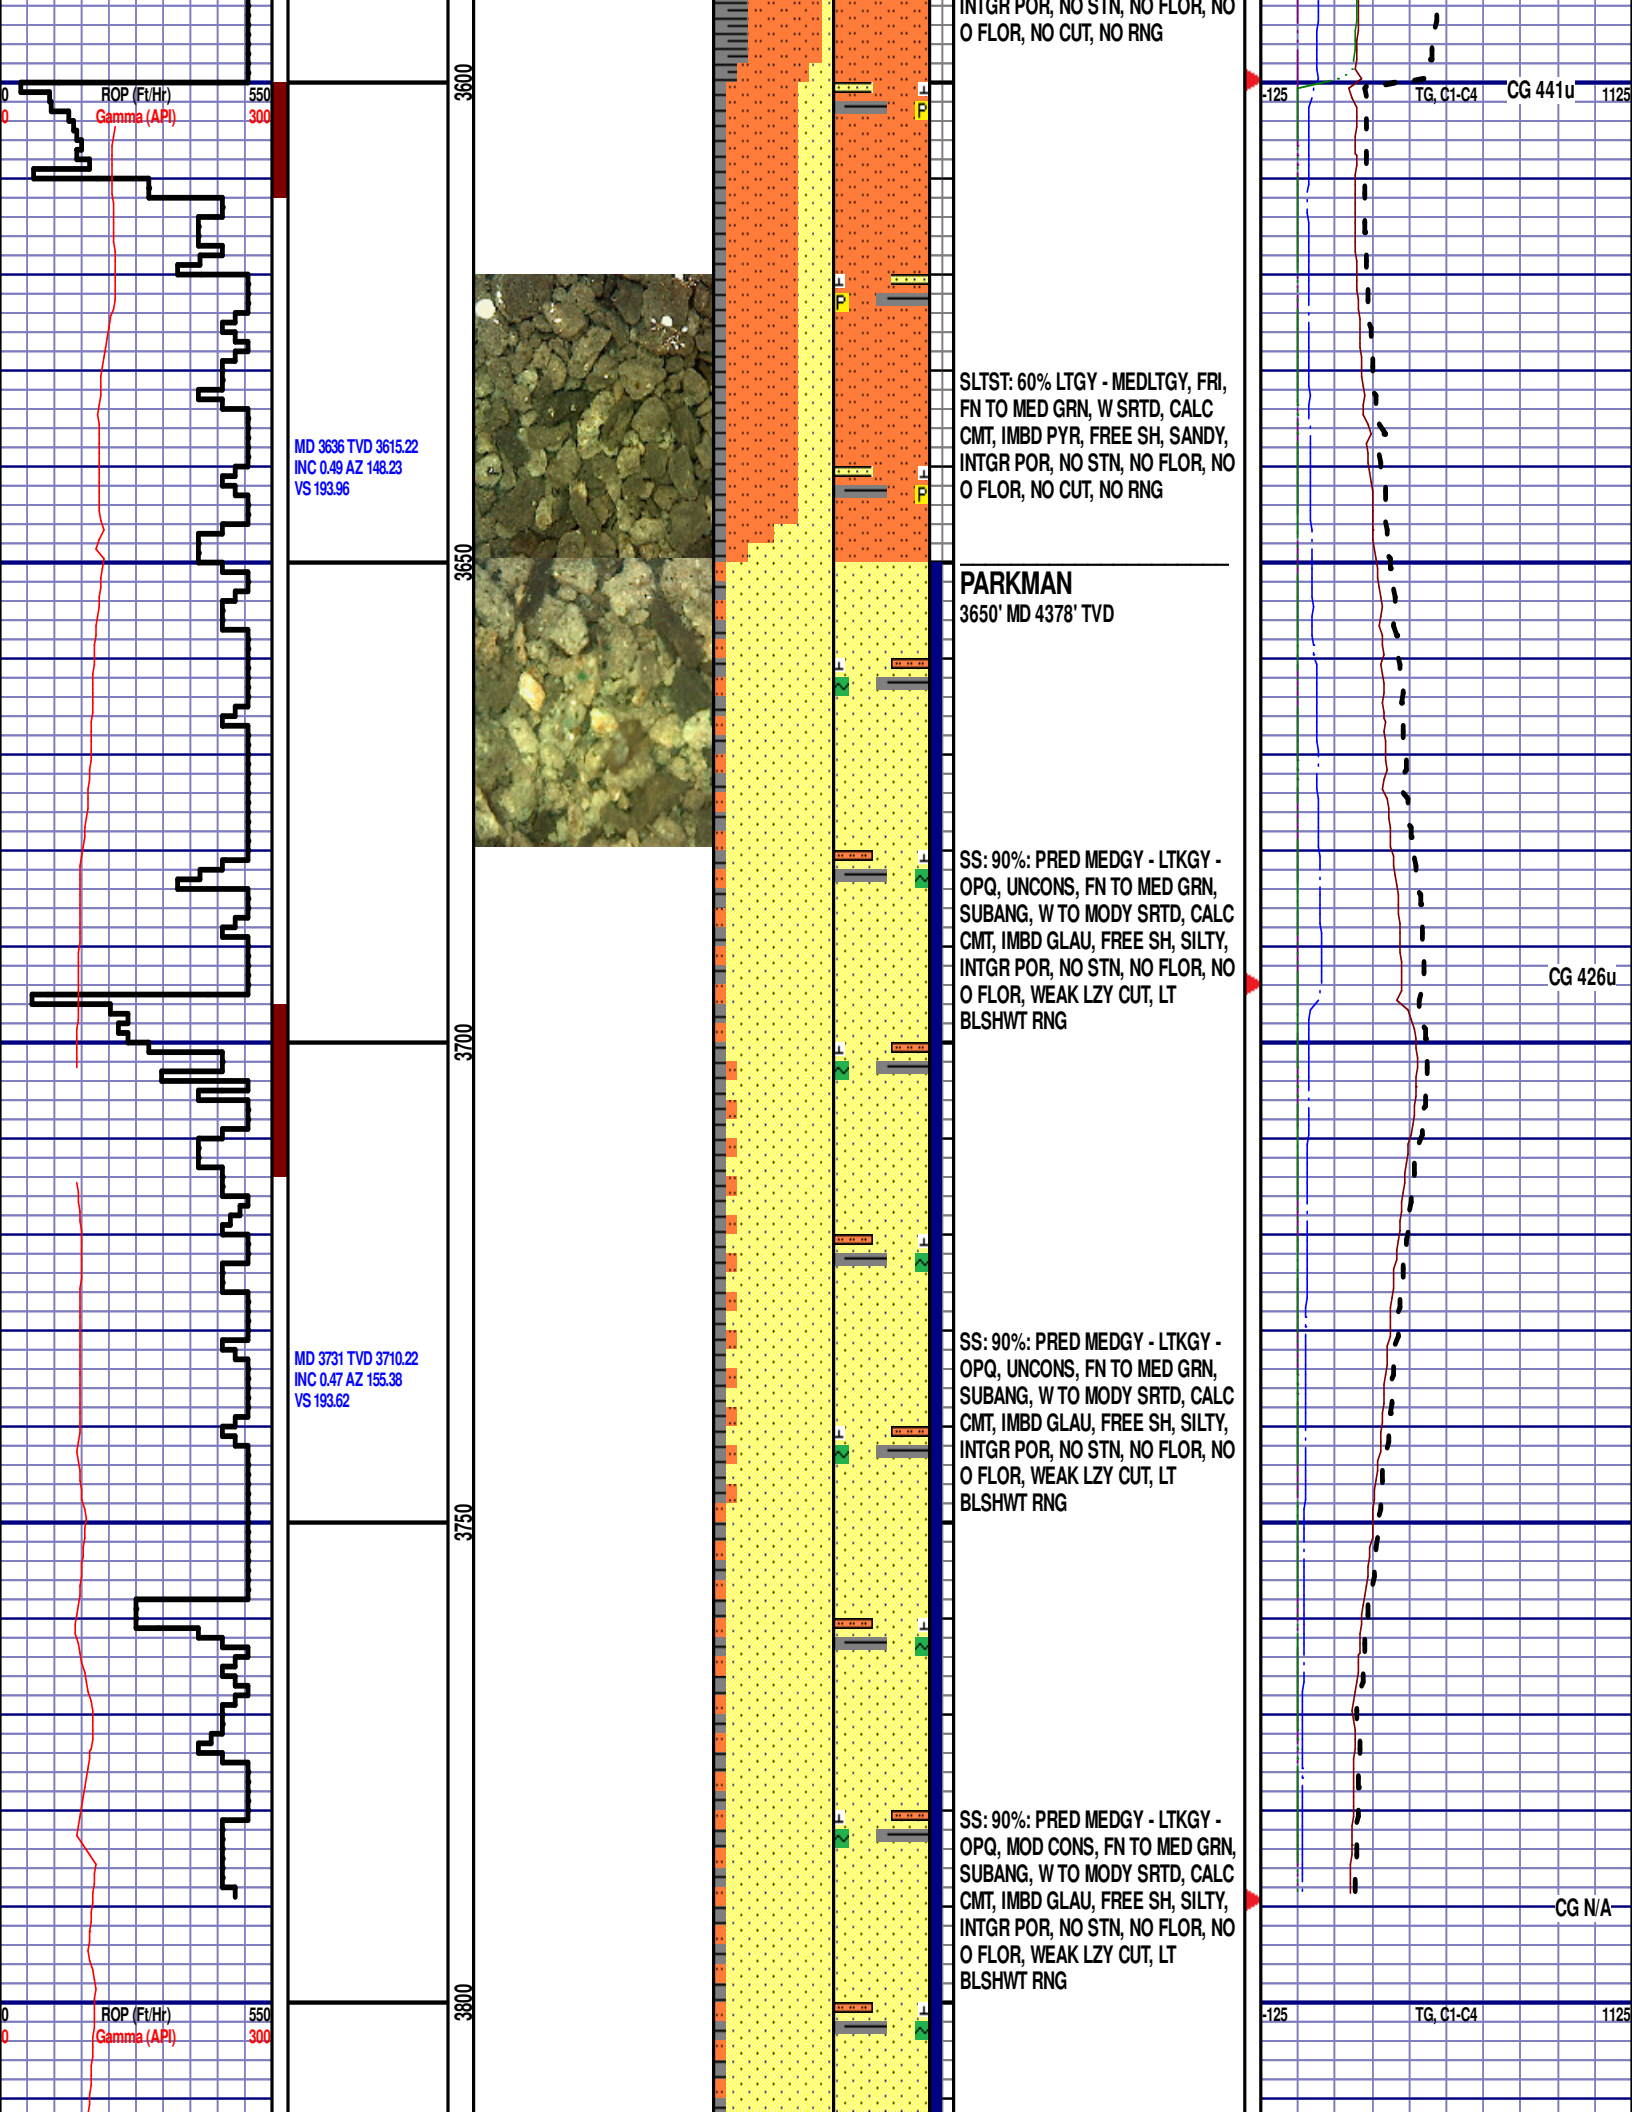 INTGR POR, NO STN, NO FLOR, NO
O FLOR, NO CUT, NO RNG
0 ROP (Ft/Hr) 550
0 Gamma (API) 300
3600
P
-125 TG, C1-C4 1125
CG 441u
P
SLTST: 60% LTGY - MEDLTGY, FRI,
FN TO MED GRN, W SRTD, CALC
CMT, IMBD PYR, FREE SH, SANDY,
INTGR POR, NO STN, NO FLOR, NO
O FLOR, NO CUT, NO RNG
MD 3636 TVD 3615.22
INC 0.49 AZ 148.23
VS 193.96
P
3650
PARKMAN
3650' MD 4378' TVD
SS: 90%: PRED MEDGY - LTKGY -
OPQ, UNCONS, FN TO MED GRN,
SUBANG, W TO MODY SRTD, CALC
CMT, IMBD GLAU, FREE SH, SILTY,
INTGR POR, NO STN, NO FLOR, NO
O FLOR, WEAK LZY CUT, LT
BLSHWT RNG
CG 426u
3700
SS: 90%: PRED MEDGY - LTKGY -
OPQ, UNCONS, FN TO MED GRN,
SUBANG, W TO MODY SRTD, CALC
CMT, IMBD GLAU, FREE SH, SILTY,
INTGR POR, NO STN, NO FLOR, NO
O FLOR, WEAK LZY CUT, LT
BLSHWT RNG
MD 3731 TVD 3710.22
INC 0.47 AZ 155.38
VS 193.62
3750
SS: 90%: PRED MEDGY - LTKGY -
OPQ, MOD CONS, FN TO MED GRN,
SUBANG, W TO MODY SRTD, CALC
CMT, IMBD GLAU, FREE SH, SILTY,
INTGR POR, NO STN, NO FLOR, NO
O FLOR, WEAK LZY CUT, LT
BLSHWT RNG
CG N/A
3800
0 ROP (Ft/Hr) 550
0 Gamma (API) 300
-125 TG, C1-C4 1125